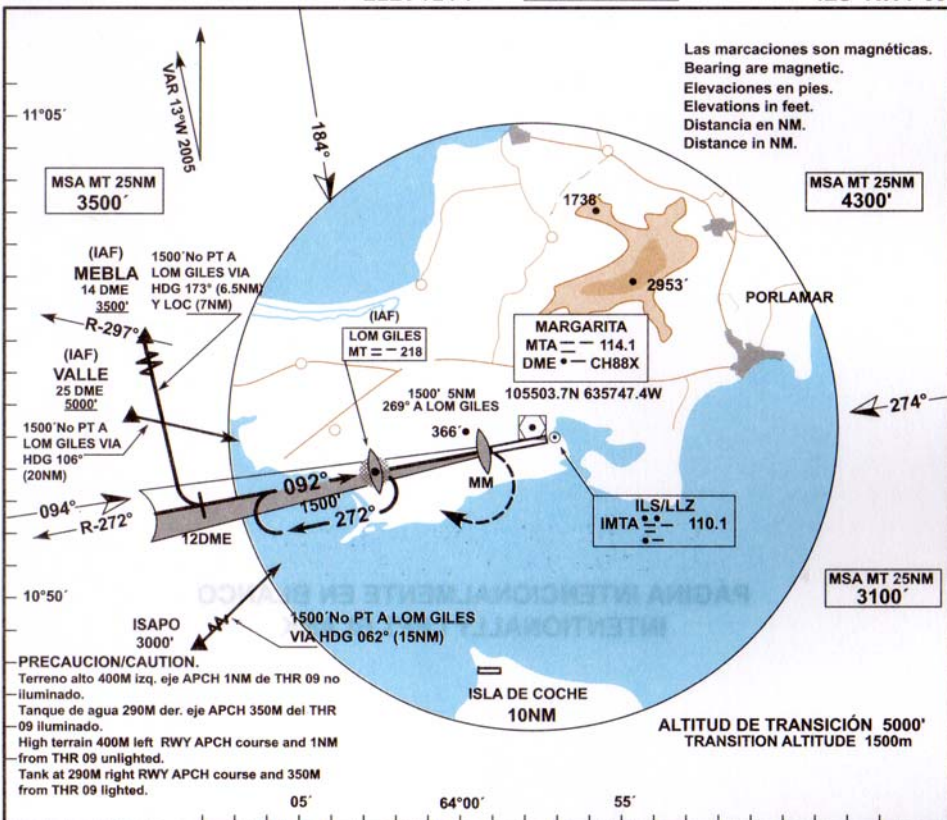 Las marcaciones son magnéticas.
Bearing are magnetic.
Elevaciones en pies.
Elevations in feet.
Distancia en NM.
Distance in NM.
11°05´
VAR 13°W 2005
184°
MSA MT 25NM
3500´
MSA MT 25NM
4300'
1738´
2953´
PORLAMAR
(IAF)
MEBLA
14 DME
3500'
1500´No PT A
LOM GILES VIA
HDG 173° (6.5NM)
Y LOC (7NM)
R-297°
(IAF)
VALLE
25 DME
5000'
1500´No PT A
LOM GILES VIA
HDG 106°
(20NM)
(IAF)
LOM GILES
MT 218
MARGARITA
MTA 114.1
DME CH88X
105503.7N 635747.4W
1500´ 5NM
269° A LOM GILES
366´
274°
MM
092°
1500'
272°
094°
R-272°
12DME
ILS/LLZ
IMTA 110.1
10°50´
MSA MT 25NM
3100'
PAGINA INTENCIONALMENTE EN BLANCO
INTENTIONALLY
ISAPO
3000'
1500´No PT A LOM GILES
VIA HDG 062° (15NM)
PRECAUCION/CAUTION.
Terreno alto 400M izq. eje APCH 1NM de THR 09 no
iluminado.
Tanque de agua 290M der. eje APCH 350M del THR
09 iluminado.
High terrain 400M left RWY APCH course and 1NM
from THR 09 unlighted.
Tank at 290M right RWY APCH course and 350M
from THR 09 lighted.
ISLA DE COCHE
10NM
ALTITUD DE TRANSICIÓN 5000'
TRANSITION ALTITUDE 1500m
05´
64°00´
55´